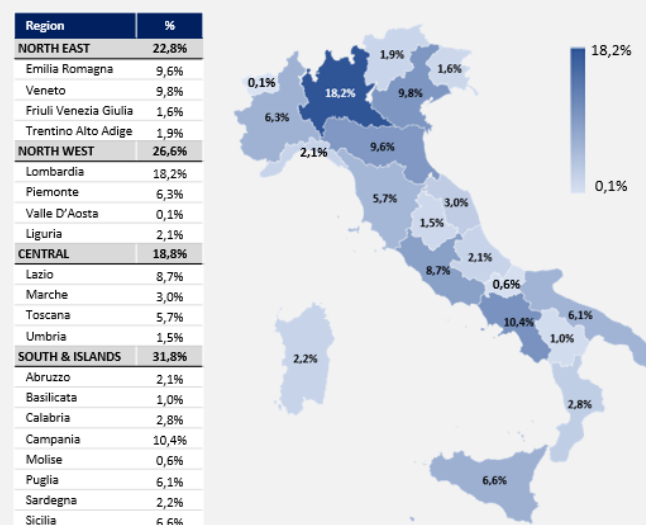 Region %
NORTH EAST 22,8%
Emilia Romagna 9,6%
Veneto 9,8%
Friuli Venezia Giulia 1,6%
Trentino Alto Adige 1,9%
NORTH WEST 26,6%
Lombardia 18,2%
Piemonte 6,3%
Valle D'Aosta 0,1%
Liguria 2,1%
CENTRAL 18,8%
Lazio 8,7%
Marche 3,0%
Toscana 5,7%
Umbria 1,5%
SOUTH & ISLANDS 31,8%
Abruzzo 2,1%
Basilicata 1,0%
Calabria 2,8%
Campania 10,4%
Molise 0,6%
Puglia 6,1%
Sardegna 2,2%
Sicilia 6,6%
1,9%
1,6%
0,1%
18,2%
9,8%
6,3%
2,1%
9,6%
5,7%
3,0%
1,5%
2,1%
8,7%
0,6%
10,4%
6,1%
1,0%
2,2%
2,8%
6,6%
18,2%
0,1%